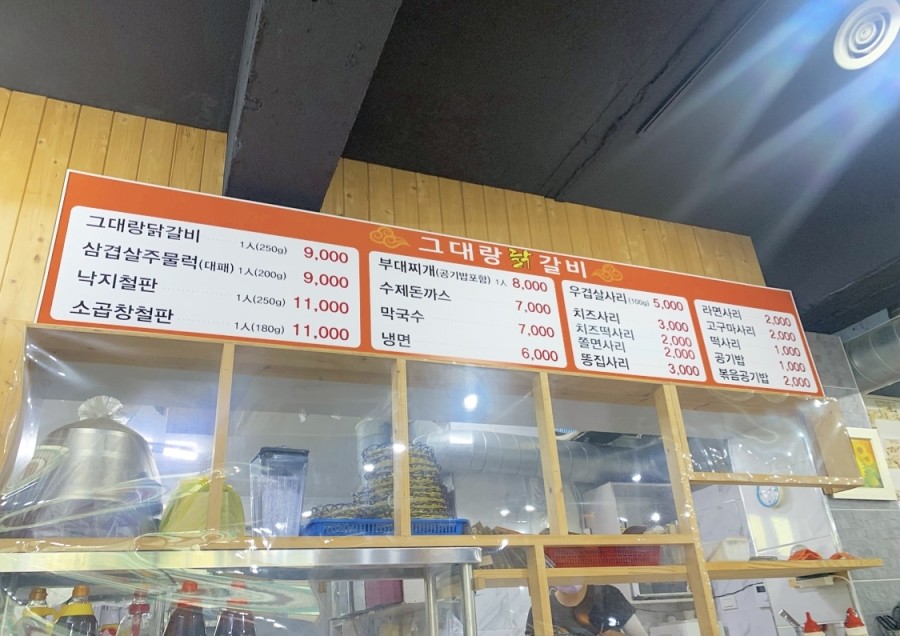 그대랑 닭 갈비
그대랑닭갈비 1人(250g) 9,000
삼겹살주물럭(대패) 1人(200g) 9,000
낙지철판 1人(250g) 11,000
소곱창철판 1人(180g) 11,000
부대찌개(공기밥포함) 1人 8,000
수제돈까스 7,000
막국수 7,000
냉면 6,000
우겹살사리(100g) 5,000
치즈사리 3,000
치즈떡사리 2,000
쫄면사리 2,000
똥집사리 3,000
라면사리 2,000
고구마사리 2,000
떡사리 1,000
공기밥 1,000
볶음공기밥 2,000